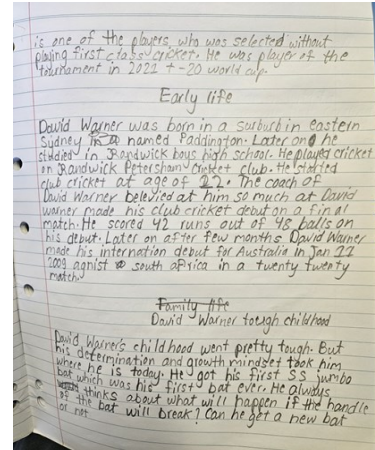 is one of the players who was selected without
playing first class cricket. He was player of the
tournament in 2021 t-20 world cup.
Early life
David Warner was born in a surburb in eastern
Sydney named Paddington. Later on he
studied in Randwick boys high school. He played cricket
on Randwick Petersham cricket club. He started
club cricket at age of . The coach of
David Warner belevied at him so much at David
warner made his club cricket debut on a final
match. He scored 42 runs out of 48 balls on
his debut. Later on after few months David Warner
made his internation debut for Australia in Jan 11
2009 agnist south africa in a twenty twenty
match.
Family life
David Warner tough childhood
David Warner's childhood went pretty tough. But
his determination and growth mindset took him
where he is today. He got his first SS jumbo
bat which was his first bat ever. He always
thinks about what will happen if the handle
of the bat will break? Can he get a new bat
or not